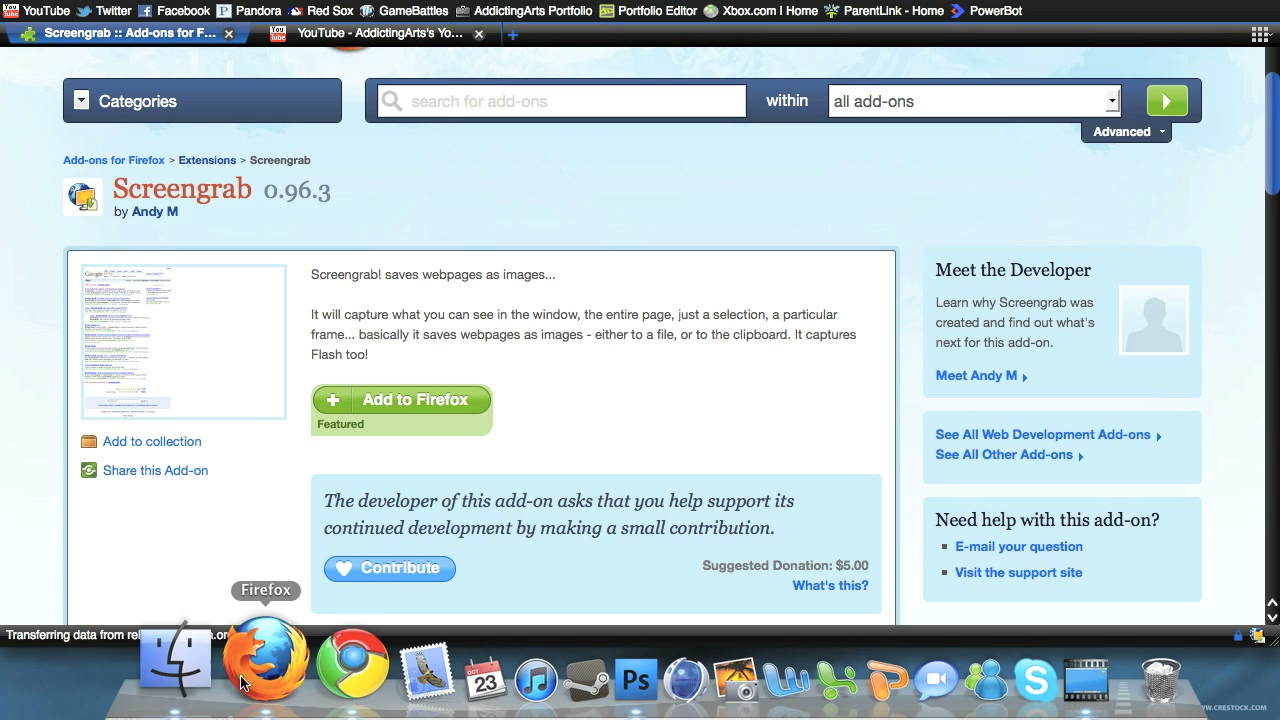 YouTube Twitter Facebook Pandora Red Sox GameBattles AddictingArts Portfolio Portfolio Editor Xbox.com | Home ParentLink - Home PowerBot
Screengrab :: Add-ons for F... YouTube - AddictingArts's Yo...
Categories
search for add-ons
within
all add-ons
Advanced
Add-ons for Firefox > Extensions > Screengrab
Screengrab 0.96.3
by Andy M
Screengrab! saves webpages as images...
It will capture what you can see in the window, the entire page, just a selection, a particular
frame... basically it saves webpages as images - either to a file, or to the clipboard. It captures
Flash too!
Add to Firefox
Featured
Add to collection
Share this Add-on
The developer of this add-on asks that you help support its
continued development by making a small contribution.
Contribute
Suggested Donation: $5.00
What's this?
Meet the Developer
Learn why Screengrab was
created and find out what's
next for this add-on.
Meet Andy M
See All Web Development Add-ons
See All Other Add-ons
Need help with this add-on?
E-mail your question
Visit the support site
Firefox
Transferring data from
OCT
23
Ps
WWW.CRESTOCK.COM